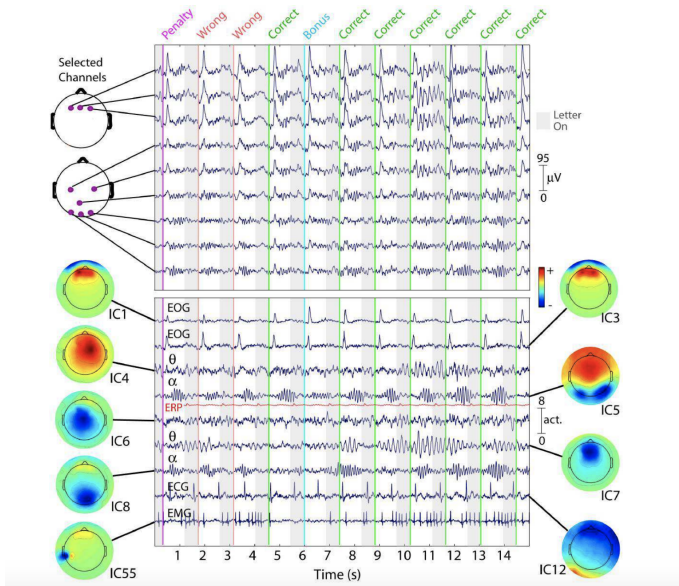 Penalty Wrong Wrong Correct Bonus Correct Correct Correct Correct Correct Correct
Selected
Channels
Letter
On
95
μV
0
IC1
IC4
IC6
IC8
IC55
EOG
EOG
θ
α
ERP
θ
α
ECG
EMG
+
-
IC3
IC5
8
act.
0
IC7
IC12
1 2 3 4 5 6 7 8 9 10 11 12 13 14
Time (s)